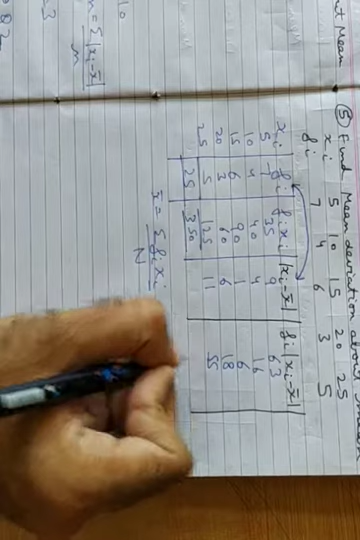 ⑤ Find Mean deviation about Mean
xi 5 10 15 20 25
fi 7 4 6 3 5
xi fi fixi |xi-x̄| fi|xi-x̄|
5 7 35 9 63
10 4 40 4 16
15 6 90 1 6
20 3 60 6 18
25 5 125 11 55
25 350
x̄ = Σfixi / N
= Σ|xi-x̄| / n